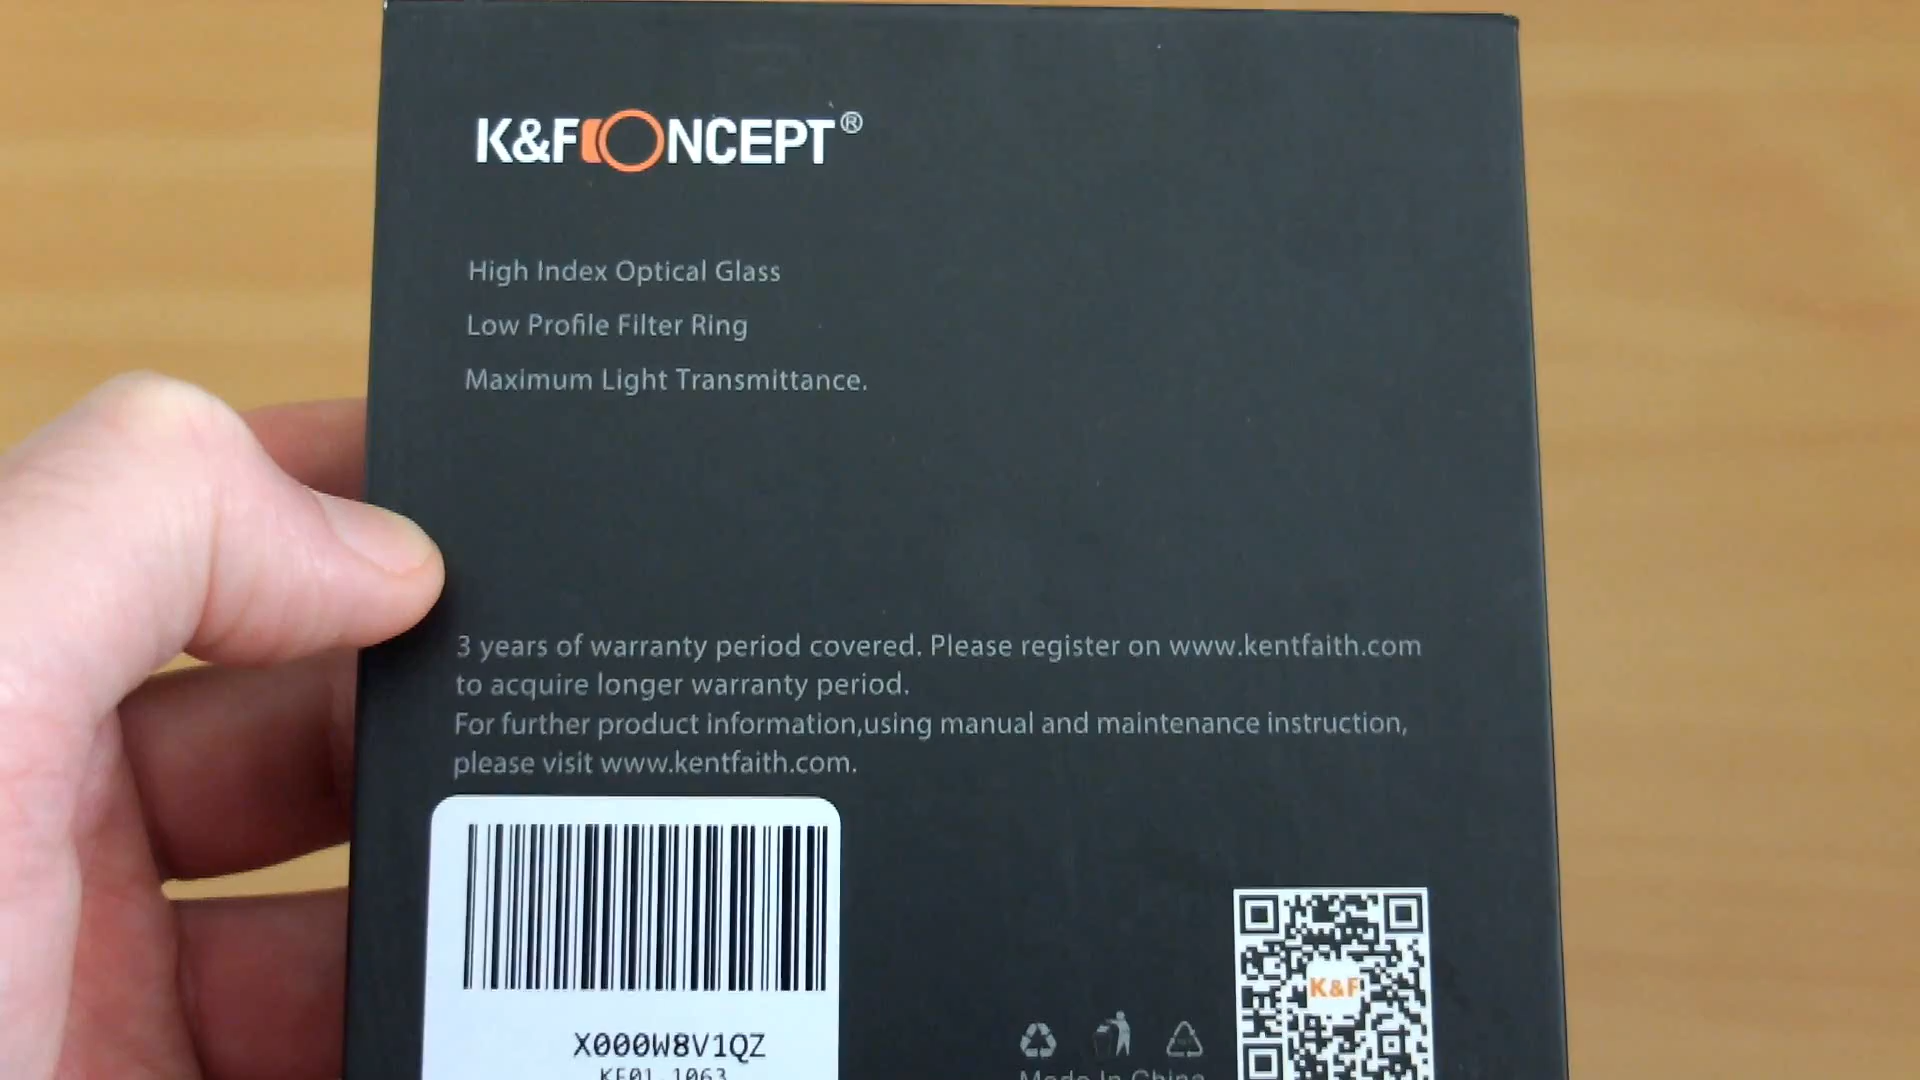 K&F CONCEPT®
High Index Optical Glass
Low Profile Filter Ring
Maximum Light Transmittance.
3 years of warranty period covered. Please register on www.kentfaith.com
to acquire longer warranty period.
For further product information,using manual and maintenance instruction,
please visit www.kentfaith.com.
K&F
X000W8V1QZ
KF01.1063
Made In China